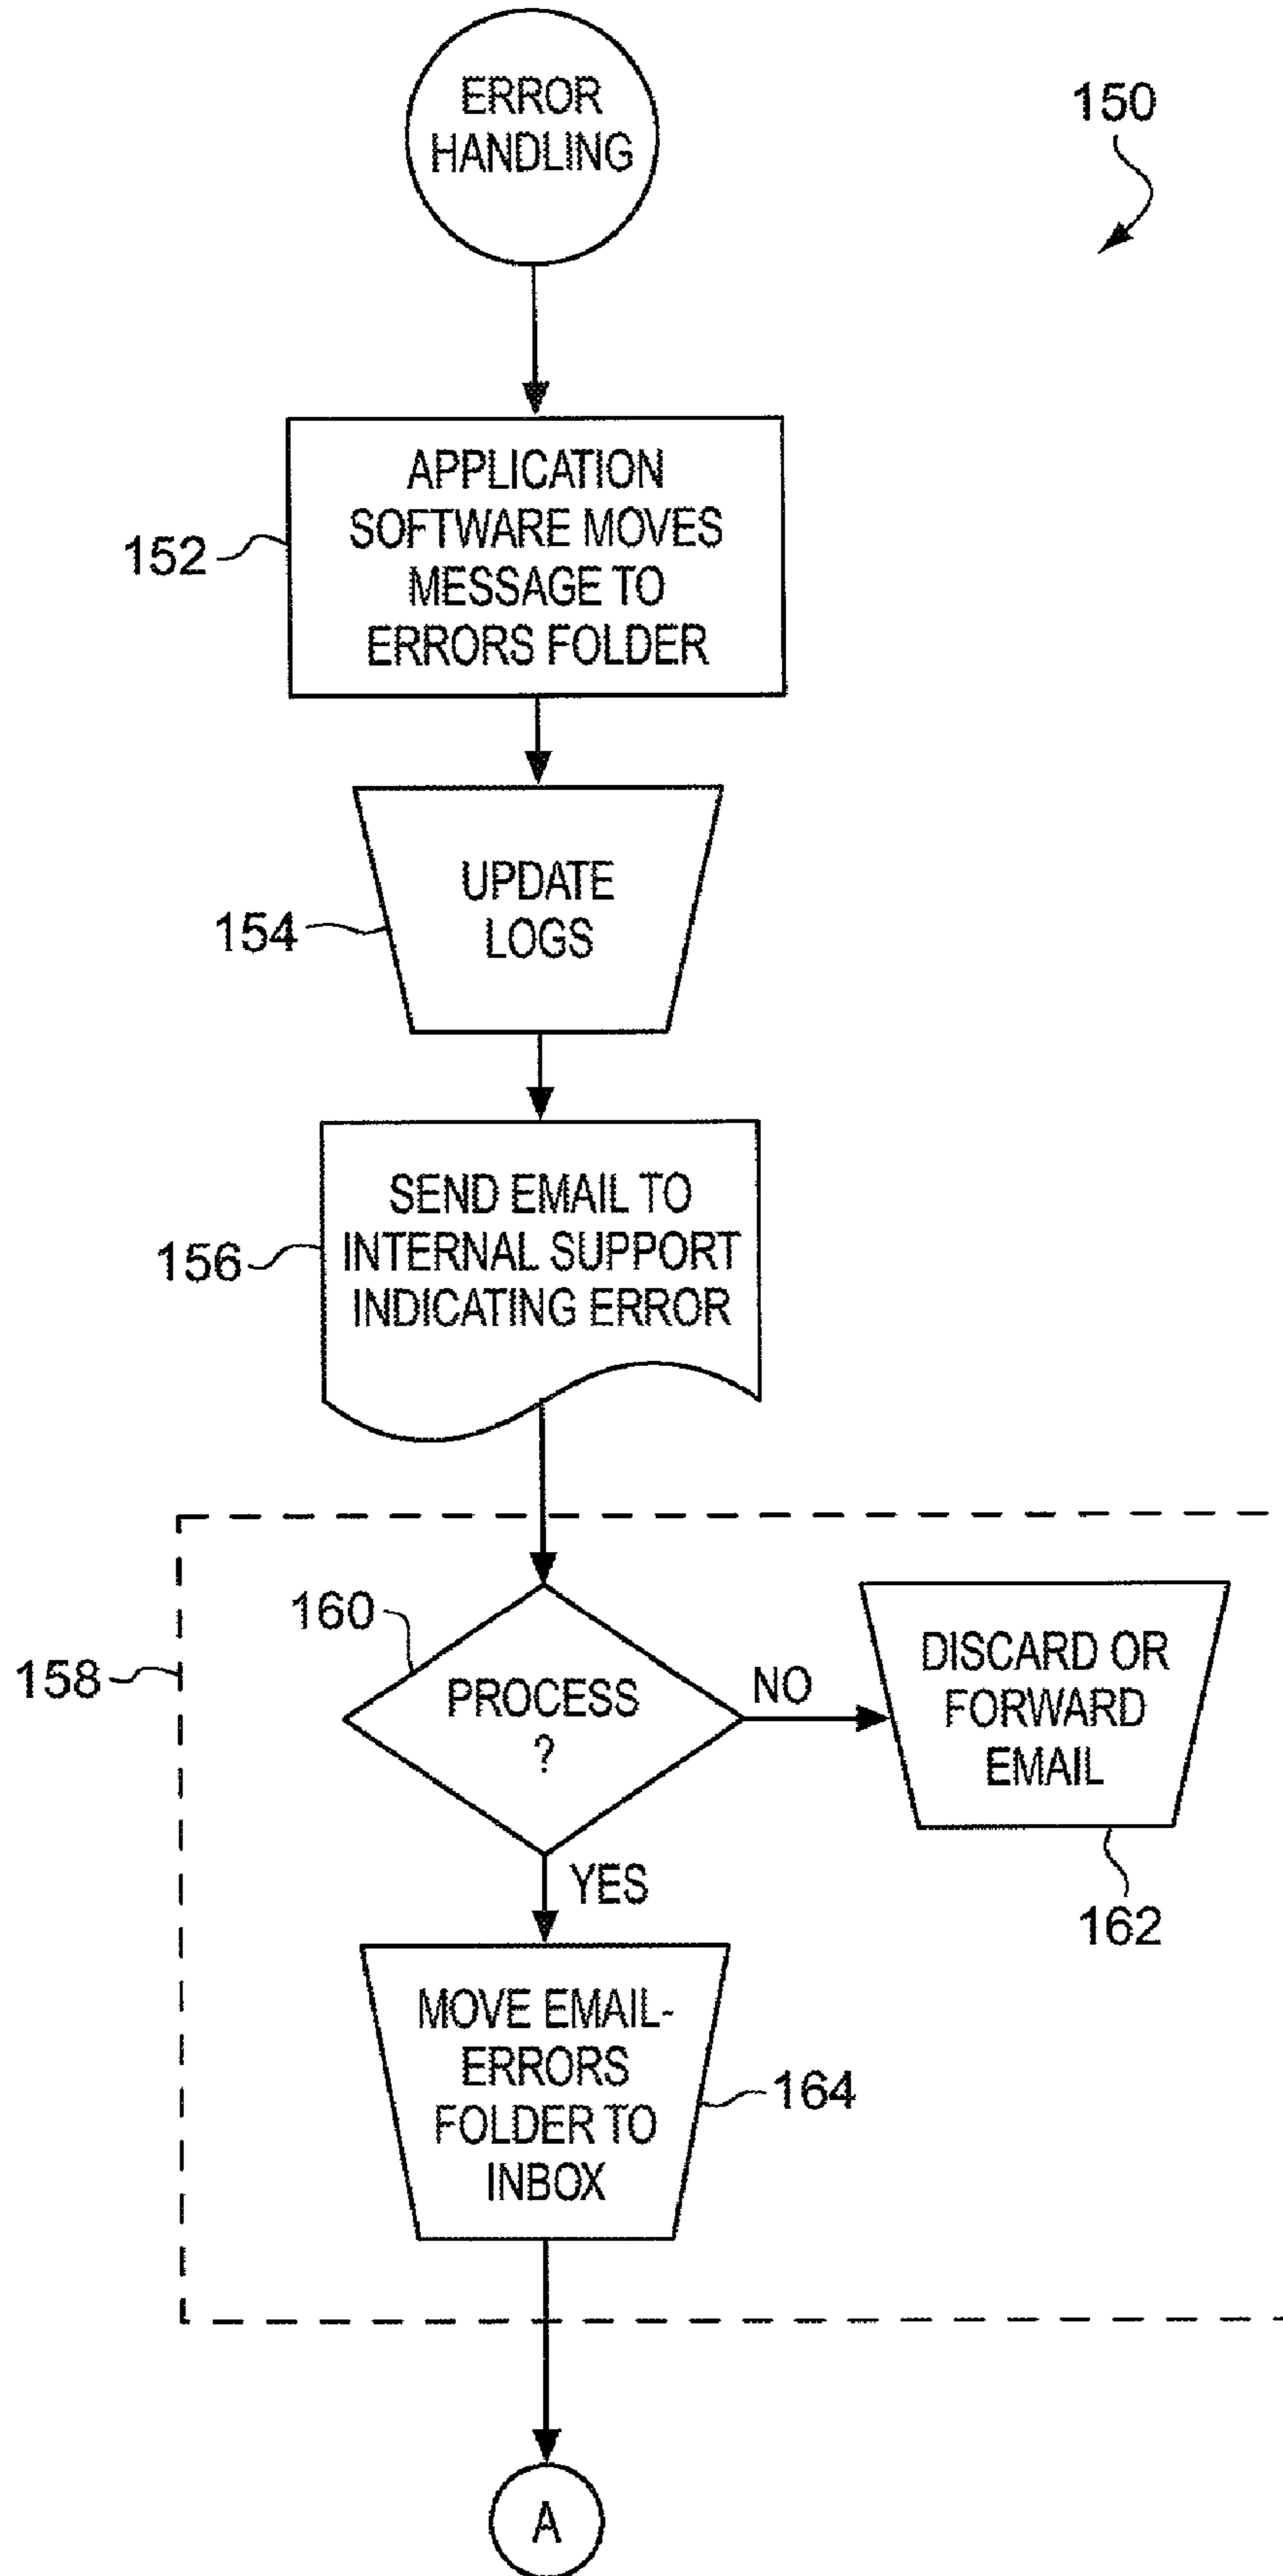 ERROR
HANDLING
150
APPLICATION
SOFTWARE MOVES
MESSAGE TO
ERRORS FOLDER
152
UPDATE
LOGS
154
SEND EMAIL TO
INTERNAL SUPPORT
INDICATING ERROR
156
158
160
PROCESS
?
NO
DISCARD OR
FORWARD
EMAIL
162
YES
MOVE EMAIL-
ERRORS
FOLDER TO
INBOX
164
A